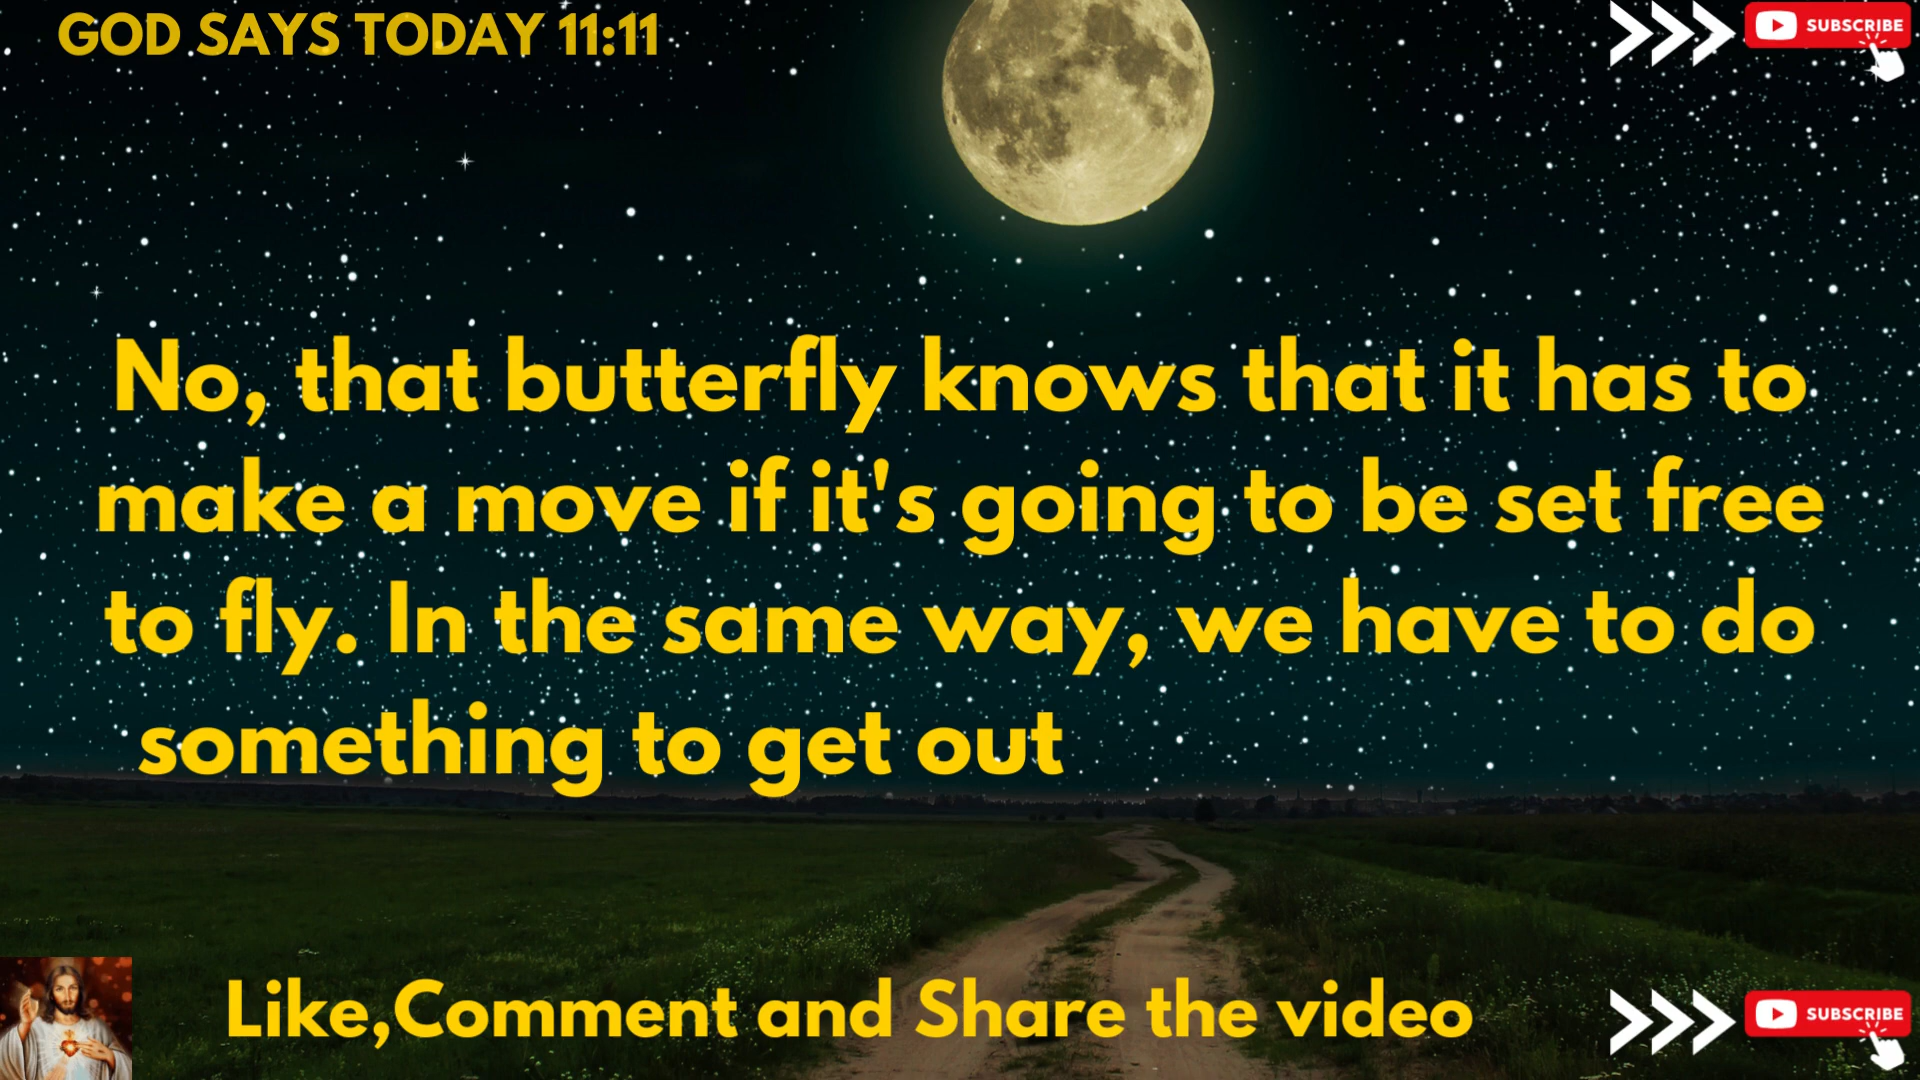 GOD SAYS TODAY 11:11
SUBSCRIBE
No, that butterfly knows that it has to
make a move if it's going to be set free
to fly. In the same way, we have to do
something to get out
Like,Comment and Share the video
SUBSCRIBE